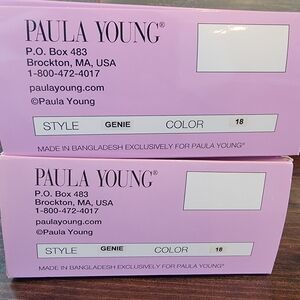 PAULA YOUNG®
P.O. Box 483
Brockton, MA, USA
1-800-472-4017
paulayoung.com
©Paula Young
STYLE GENIE COLOR 18
MADE IN BANGLADESH EXCLUSIVELY FOR PAULA YOUNG®
PAULA YOUNG®
P.O. Box 483
Brockton, MA, USA
1-800-472-4017
paulayoung.com
©Paula Young
STYLE GENIE COLOR 18
MADE IN BANGLADESH EXCLUSIVELY FOR PAULA YOUNG®